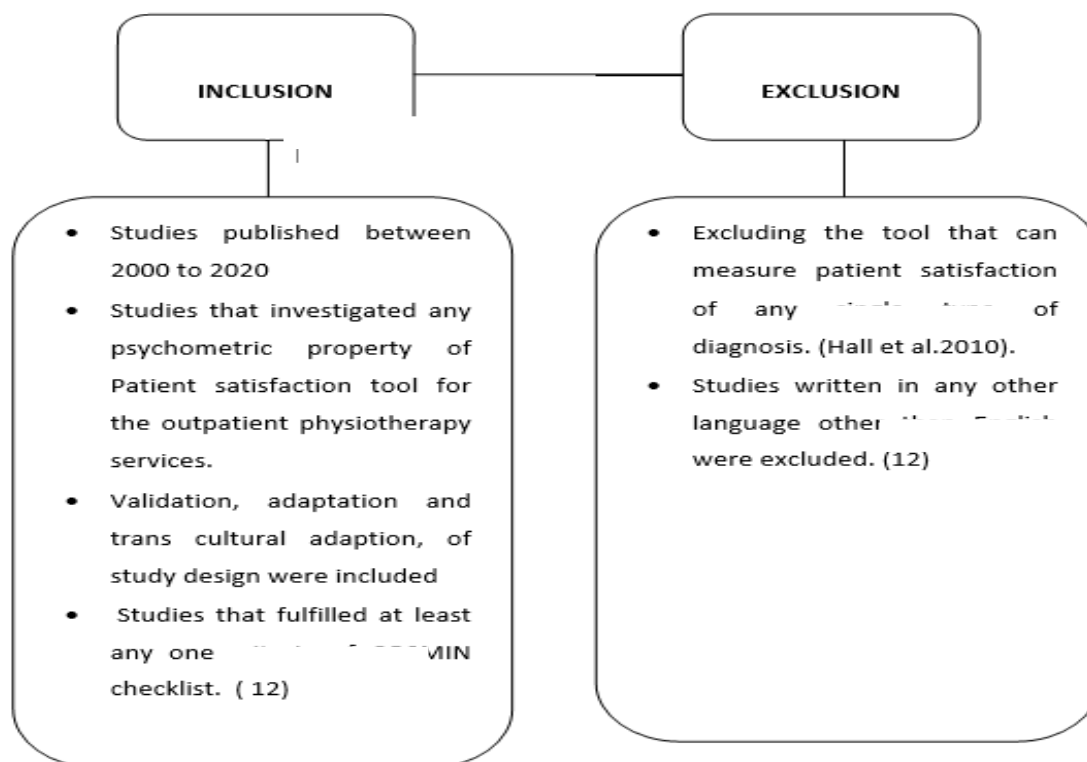 INCLUSION
EXCLUSION
• Studies published between
2000 to 2020
• Studies that investigated any
psychometric property of
Patient satisfaction tool for
the outpatient physiotherapy
services.
• Validation, adaptation and
trans cultural adaption, of
study design were included
• Studies that fulfilled at least
any one
checklist. ( 12)
• Excluding the tool that can
measure patient satisfaction
of any of
diagnosis. (Hall et al.2010).
• Studies written in any other
language other
were excluded. (12)